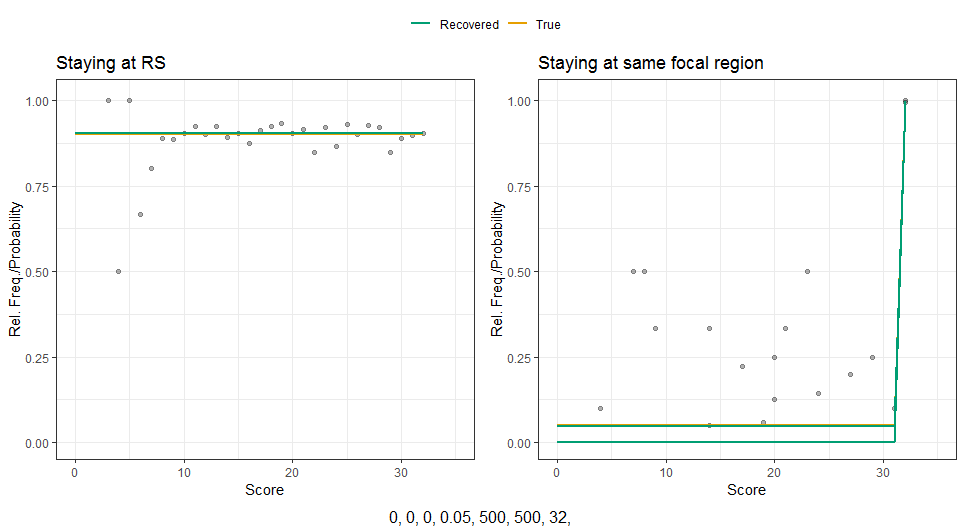 Recovered True
Staying at RS
Rel. Freq./Probability
1.00
0.75
0.50
0.25
0.00
0 10 20 30
Score
Staying at same focal region
Rel. Freq./Probability
1.00
0.75
0.50
0.25
0.00
0 10 20 30
Score
0, 0, 0, 0.05, 500, 500, 32,